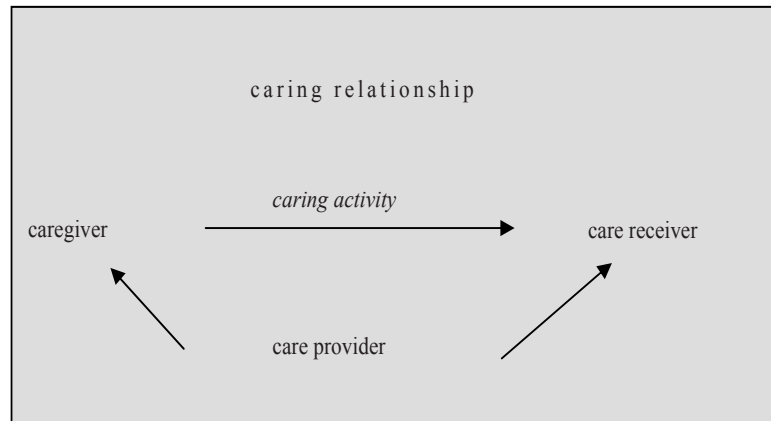 caring relationship
caring activity
caregiver
care receiver
care provider